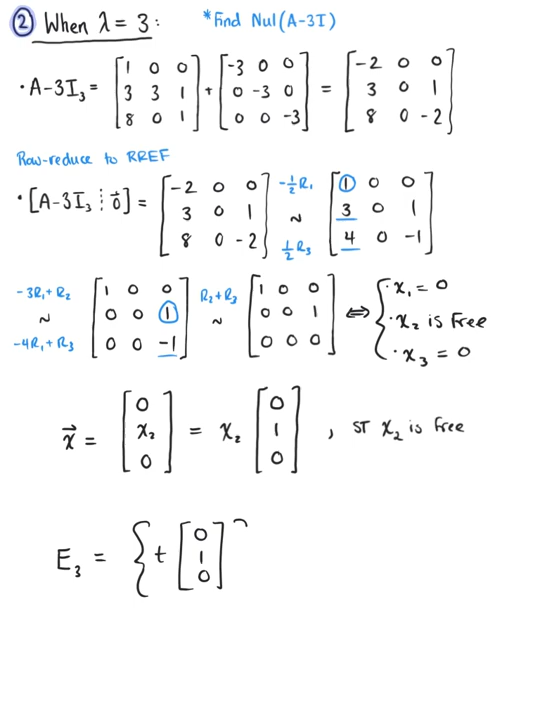 ② When λ = 3: *Find Nul(A-3I)
• A-3I₃ = [1 0 0; 3 3 1; 8 0 1] + [-3 0 0; 0 -3 0; 0 0 -3] = [-2 0 0; 3 0 1; 8 0 -2]
Row-reduce to RREF
• [A-3I₃ ⋮ 0⃗] = [-2 0 0; 3 0 1; 8 0 -2] -½R₁ ~ ½R₃ [1 0 0; 3 0 1; 4 0 -1]
-3R₁+R₂ ~ -4R₁+R₃ [1 0 0; 0 0 1; 0 0 -1] R₂+R₃ ~ [1 0 0; 0 0 1; 0 0 0] ⇔ { • x₁ = 0 • x₂ is Free • x₃ = 0
x⃗ = [0; x₂; 0] = x₂ [0; 1; 0] , ST x₂ is Free
E₃ = { t [0; 1; 0]